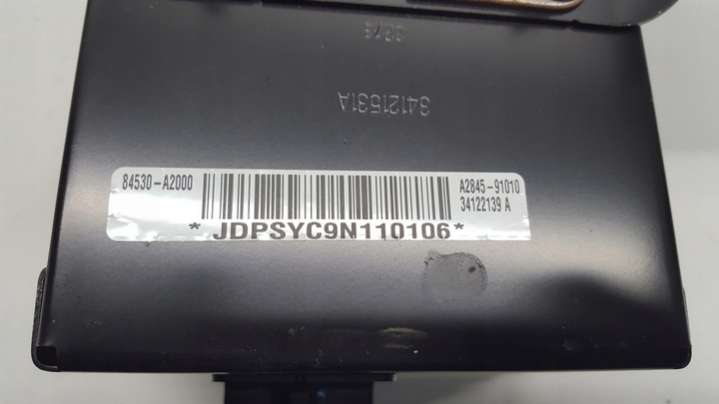 34121531A
84530-A2000
A2845-91010
34122139 A
* JDPSYC9N110106*